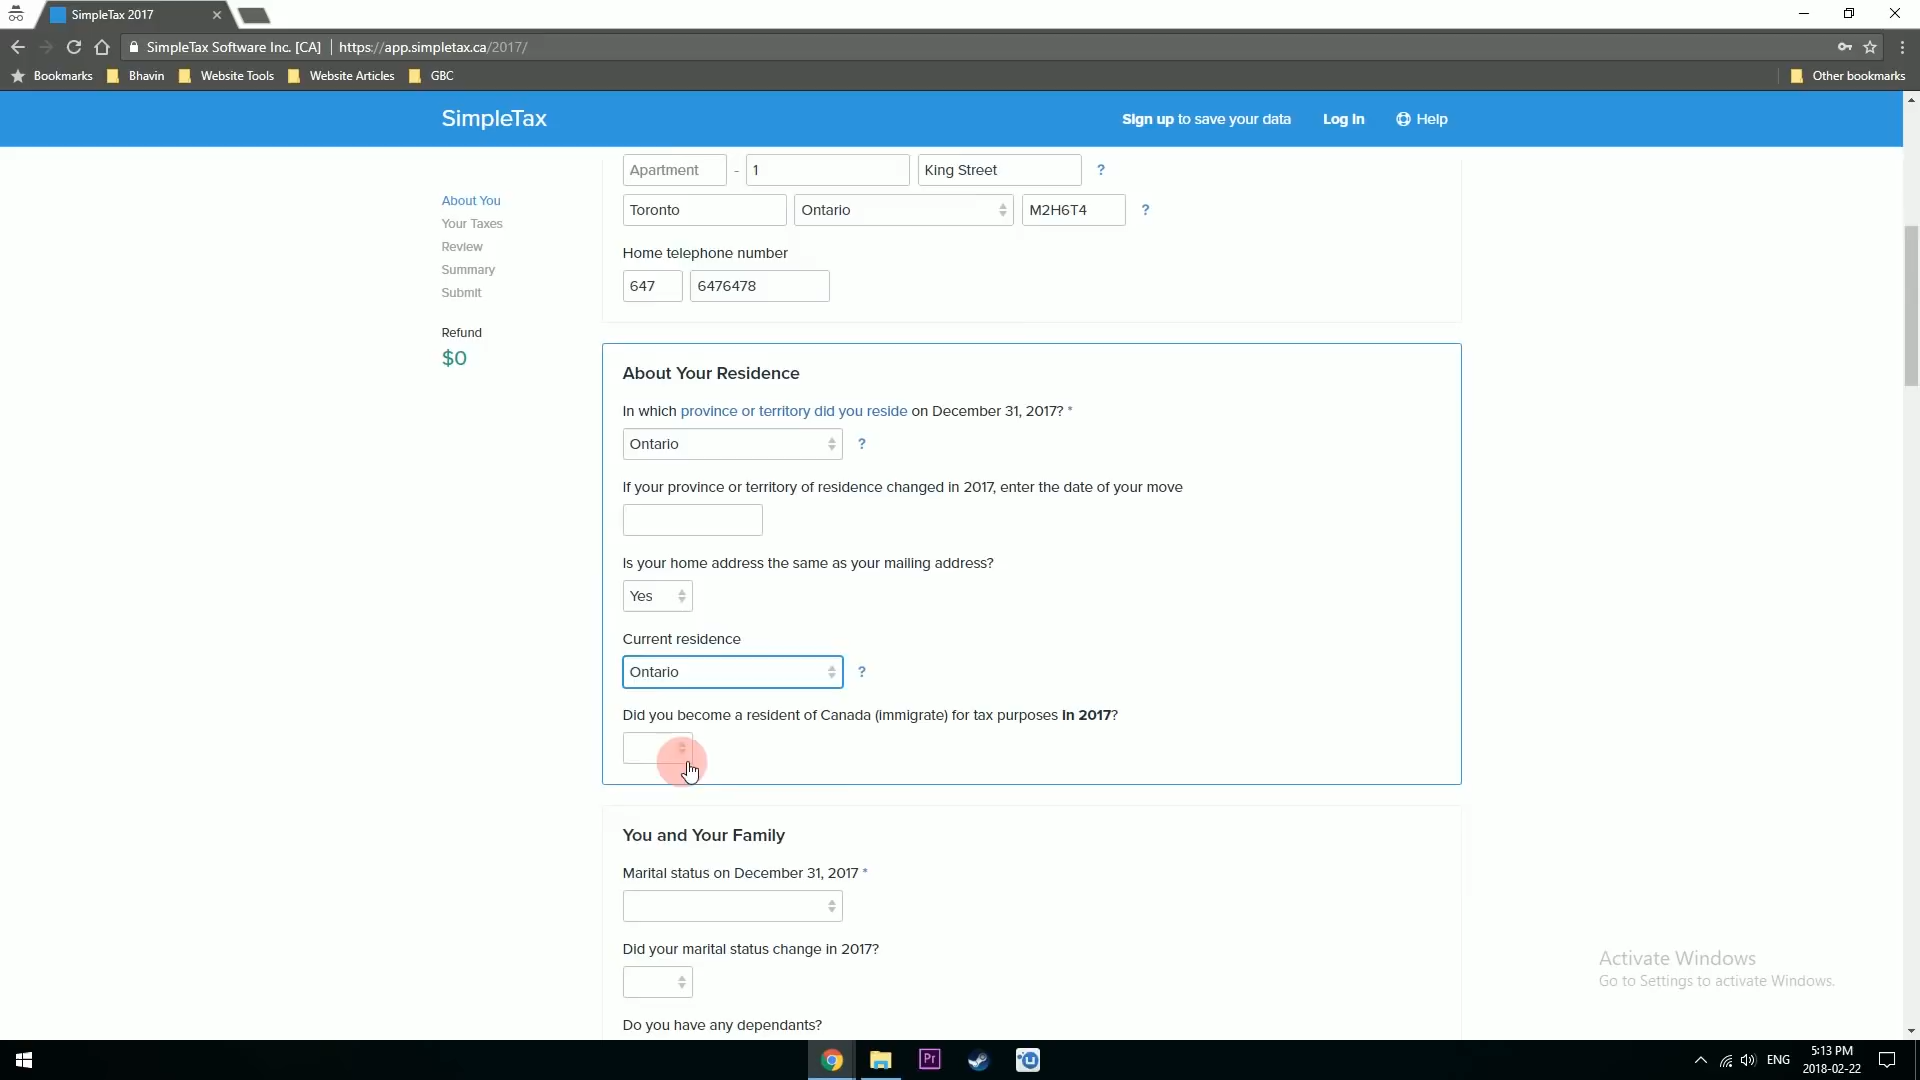 SimpleTax 2017
SimpleTax Software Inc. [CA] | https://app.simpletax.ca/2017/
Bookmarks Bhavin Website Tools Website Articles GBC Other bookmarks
SimpleTax Sign up to save your data Log In Help
About You
Your Taxes
Review
Summary
Submit
Refund
$0
Apartment - 1 King Street ?
Toronto Ontario M2H6T4 ?
Home telephone number
647 6476478
About Your Residence
In which province or territory did you reside on December 31, 2017? *
Ontario ?
If your province or territory of residence changed in 2017, enter the date of your move
Is your home address the same as your mailing address?
Yes
Current residence
Ontario ?
Did you become a resident of Canada (immigrate) for tax purposes in 2017?
You and Your Family
Marital status on December 31, 2017 *
Did your marital status change in 2017?
Do you have any dependants?
Activate Windows
Go to Settings to activate Windows.
Pr
ENG
5:13 PM
2018-02-22